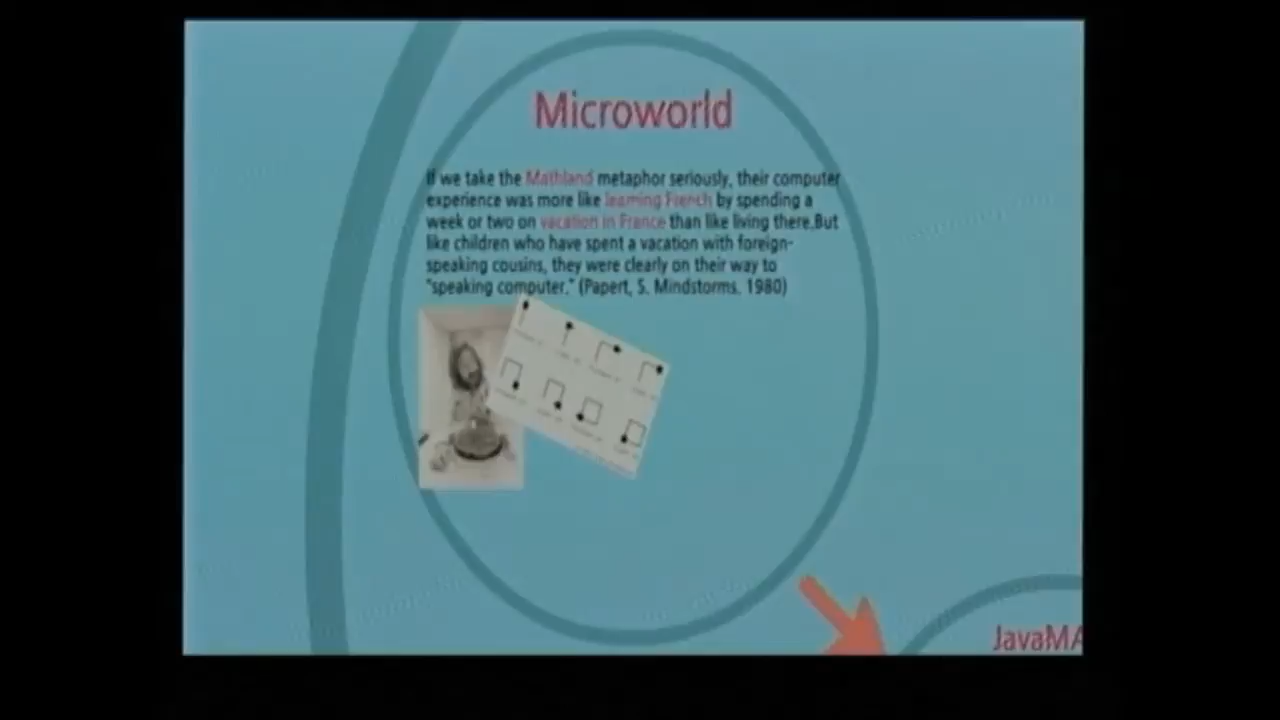 Microworld
If we take the Mathland metaphor seriously, their computer
experience was more like learning French by spending a
week or two on vacation in France than like living there.But
like children who have spent a vacation with foreign-
speaking cousins, they were clearly on their way to
"speaking computer." (Papert, S. Mindstorms. 1980)
JavaMA